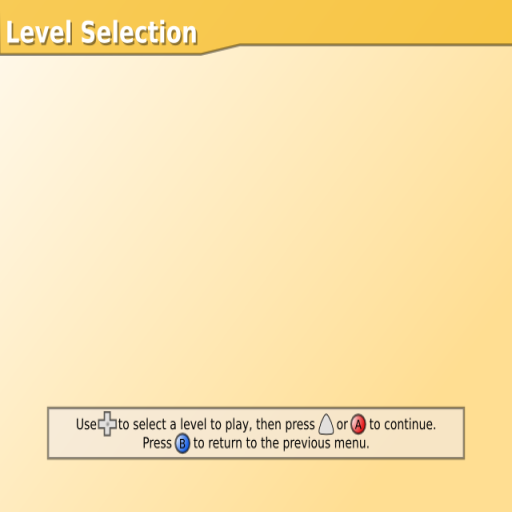 Level Selection
Use to select a level to play, then press or A to continue.
Press B to return to the previous menu.